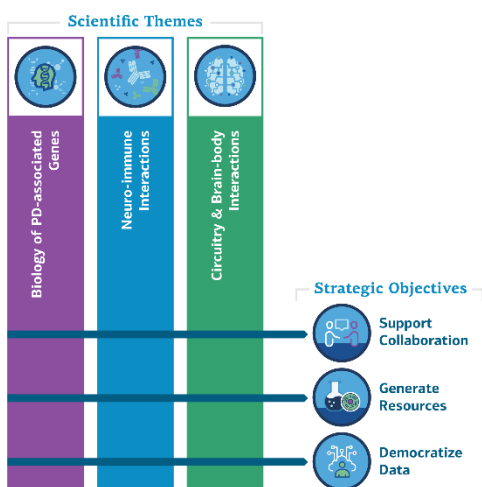 Scientific Themes
Biology of PD-associated
Genes
Neuro-immune
Interactions
Circuitry & Brain-body
Interactions
Strategic Objectives
Support
Collaboration
Generate
Resources
Democratize
Data